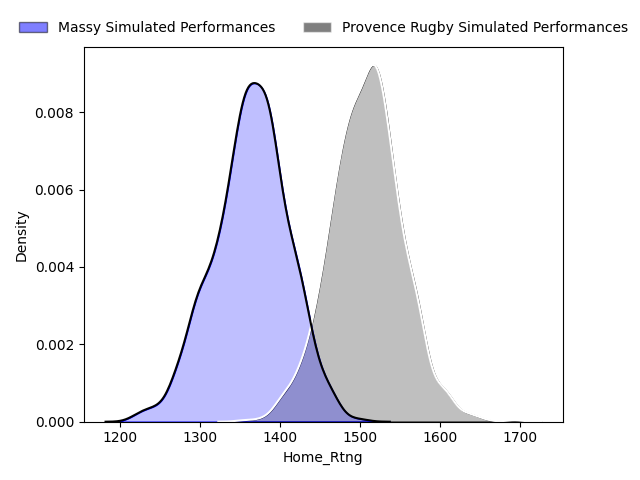 Massy Simulated Performances
Provence Rugby Simulated Performances
0.008
0.006
0.004
0.002
0.000
Density
1200 1300 1400 1500 1600 1700
Home_Rtng